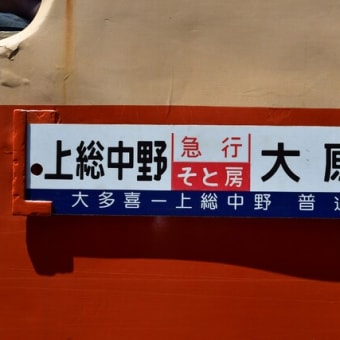 上総中野 急行 大原
そと房
大多喜ー上総中野 普通